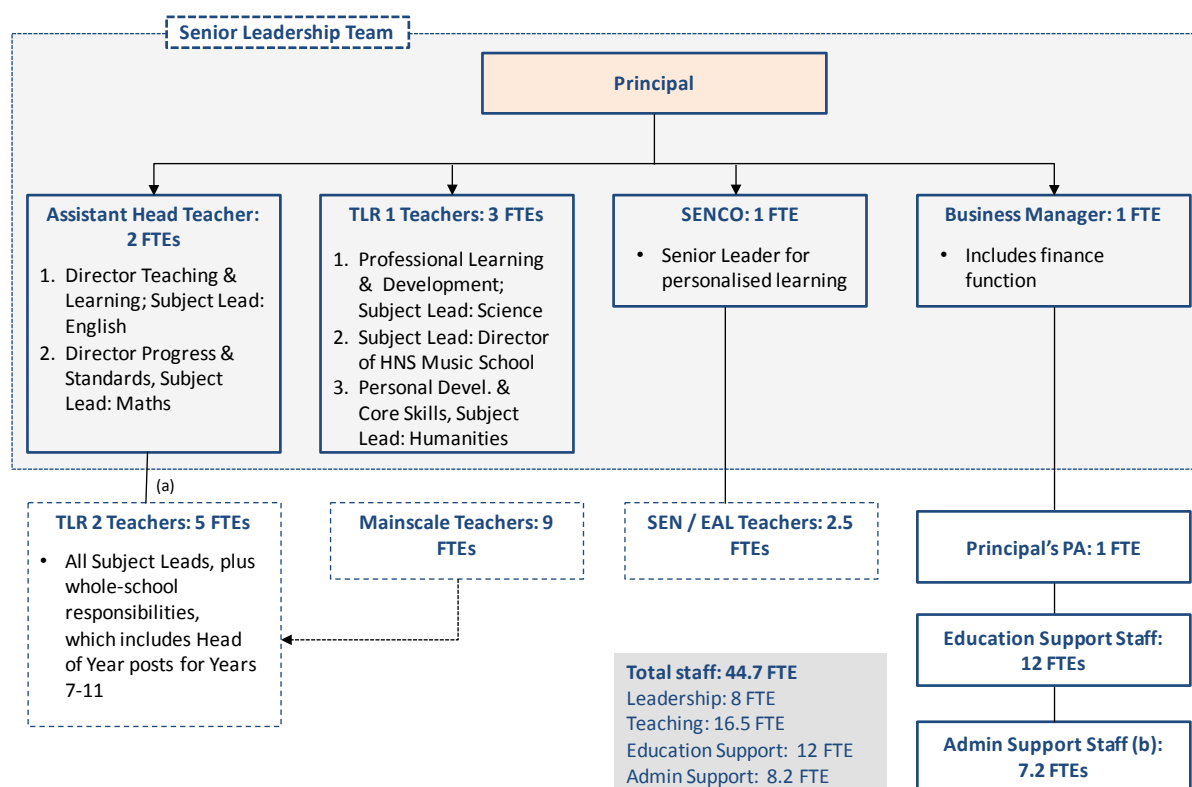 Senior Leadership Team
Principal
Assistant Head Teacher:
2 FTEs
1. Director Teaching &
Learning; Subject Lead:
English
2. Director Progress &
Standards, Subject
Lead: Maths
TLR 1 Teachers: 3 FTEs
1. Professional Learning
& Development;
Subject Lead: Science
2. Subject Lead: Director
of HNS Music School
3. Personal Devel. &
Core Skills, Subject
Lead: Humanities
SENCO: 1 FTE
• Senior Leader for
personalised learning
Business Manager: 1 FTE
• Includes finance
function
(a)
TLR 2 Teachers: 5 FTEs
• All Subject Leads, plus
whole-school
responsibilities,
which includes Head
of Year posts for Years
7-11
Mainscale Teachers: 9
FTEs
SEN / EAL Teachers: 2.5
FTEs
Principal's PA: 1 FTE
Education Support Staff:
12 FTEs
Admin Support Staff (b):
7.2 FTEs
Total staff: 44.7 FTE
Leadership: 8 FTE
Teaching: 16.5 FTE
Education Support: 12 FTE
Admin Support: 8.2 FTE